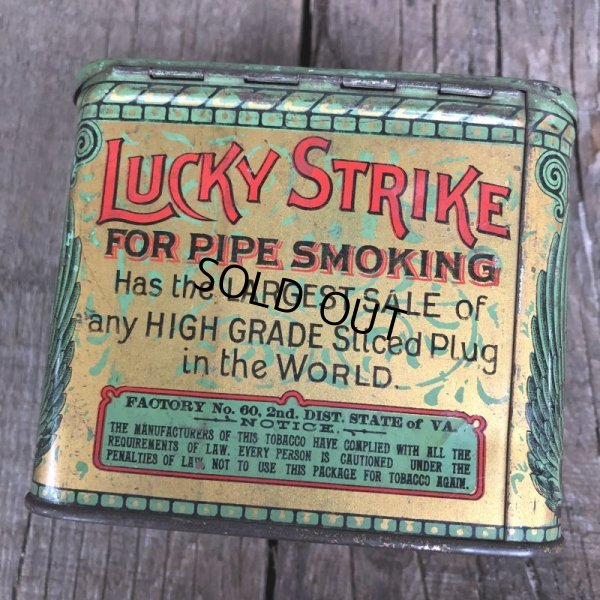 LUCKY STRIKE
FOR PIPE SMOKING
Has the LARGEST SALE of
SOLD OUT
any HIGH GRADE Sliced Plug
in the WORLD.
FACTORY No. 60, 2nd. DIST. STATE of VA.
NOTICE.
THE MANUFACTURERS OF THIS TOBACCO HAVE COMPLIED WITH ALL THE
REQUIREMENTS OF LAW. EVERY PERSON IS CAUTIONED UNDER THE
PENALTIES OF LAW, NOT TO USE THIS PACKAGE FOR TOBACCO AGAIN.